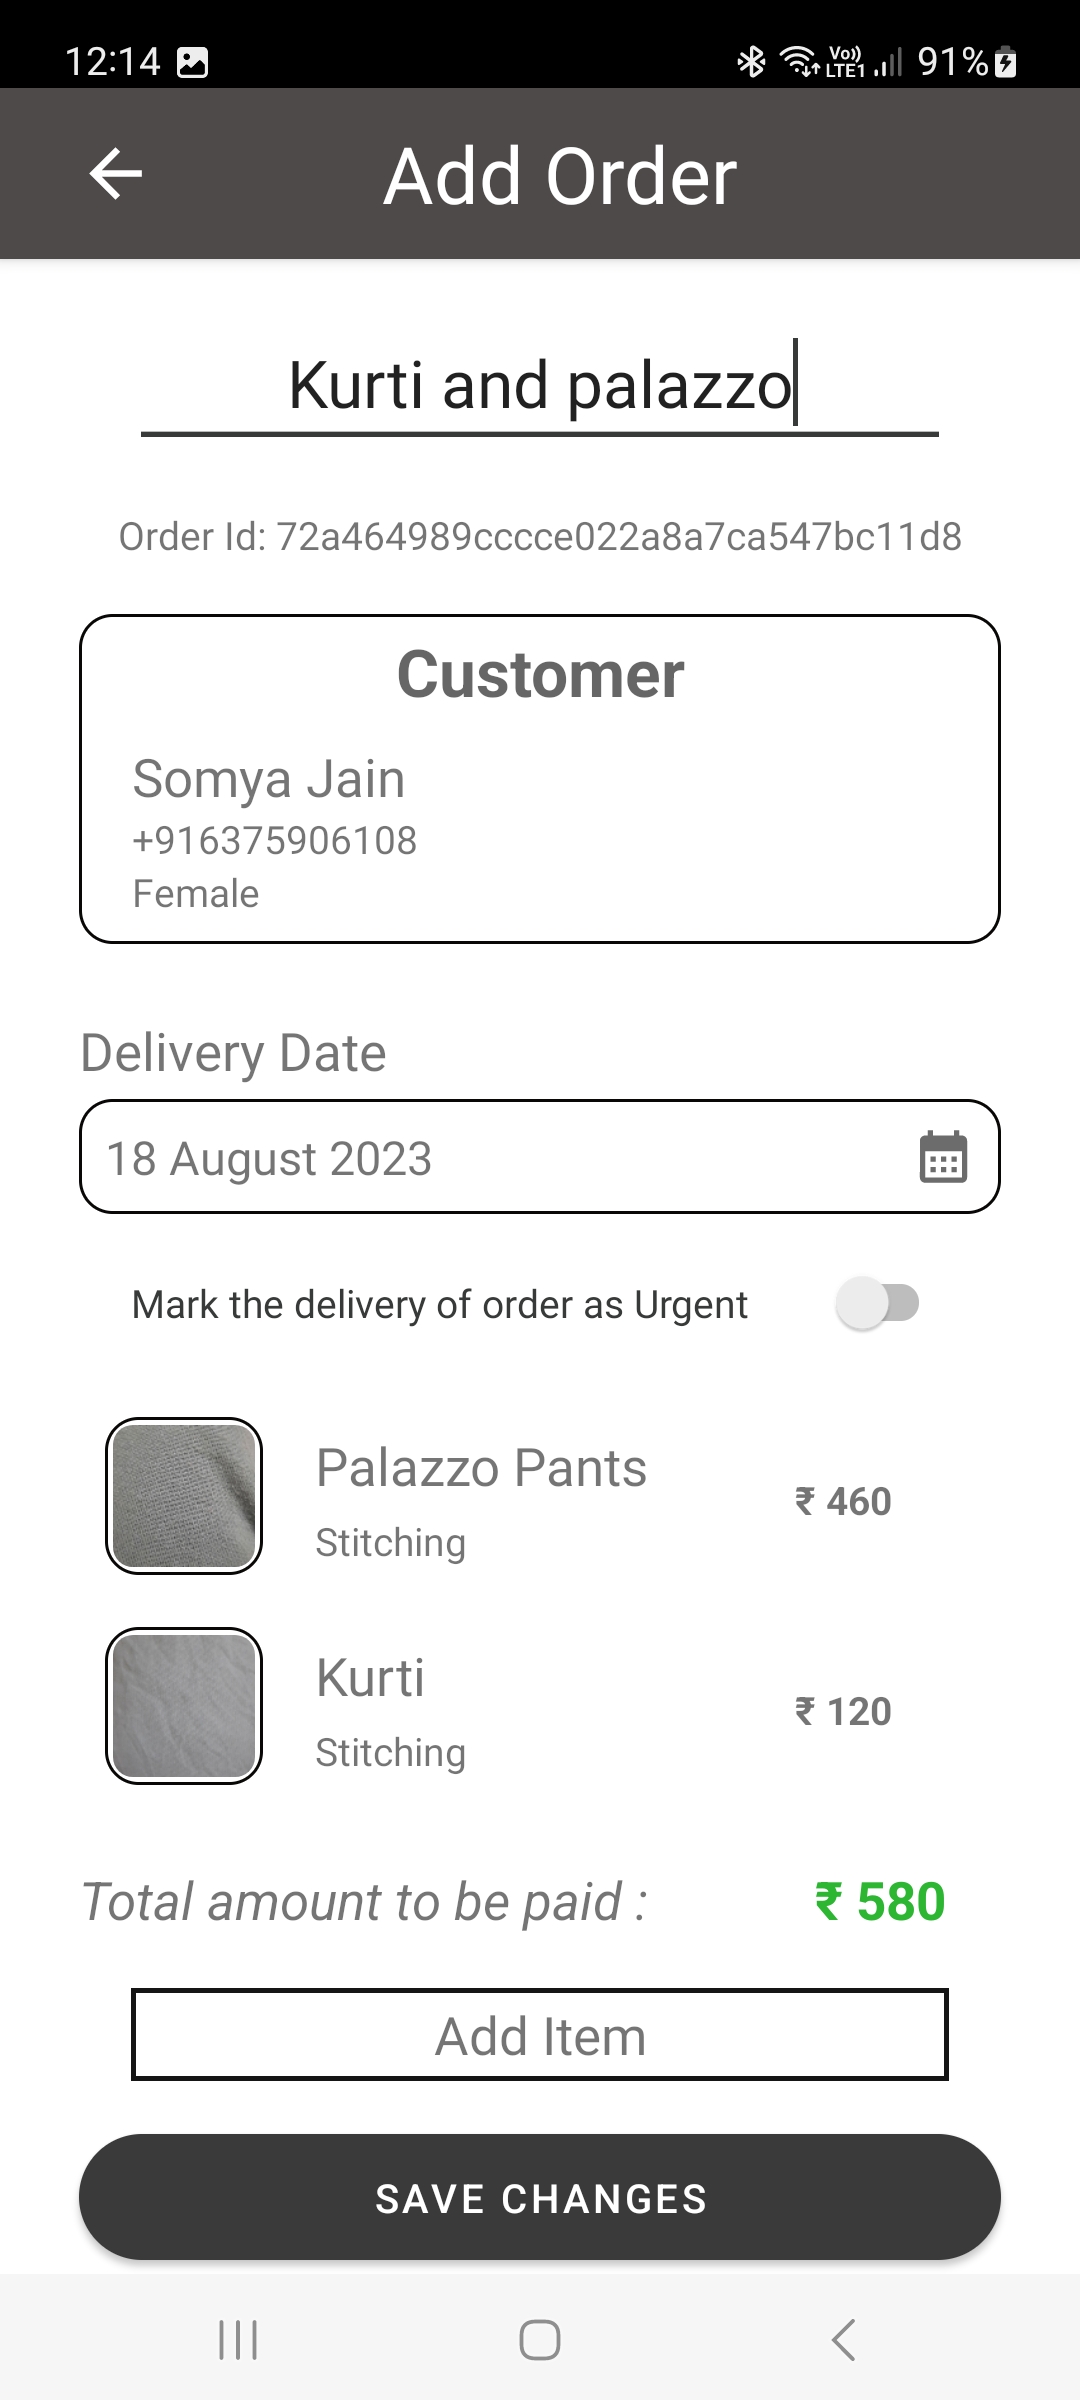 12:14 Vo)) LTE1 91%
Add Order
Kurti and palazzo
Order Id: 72a464989cccce022a8a7ca547bc11d8
Customer
Somya Jain
+916375906108
Female
Delivery Date
18 August 2023
Mark the delivery of order as Urgent
Palazzo Pants
₹ 460
Stitching
Kurti
₹ 120
Stitching
Total amount to be paid : ₹ 580
Add Item
SAVE CHANGES